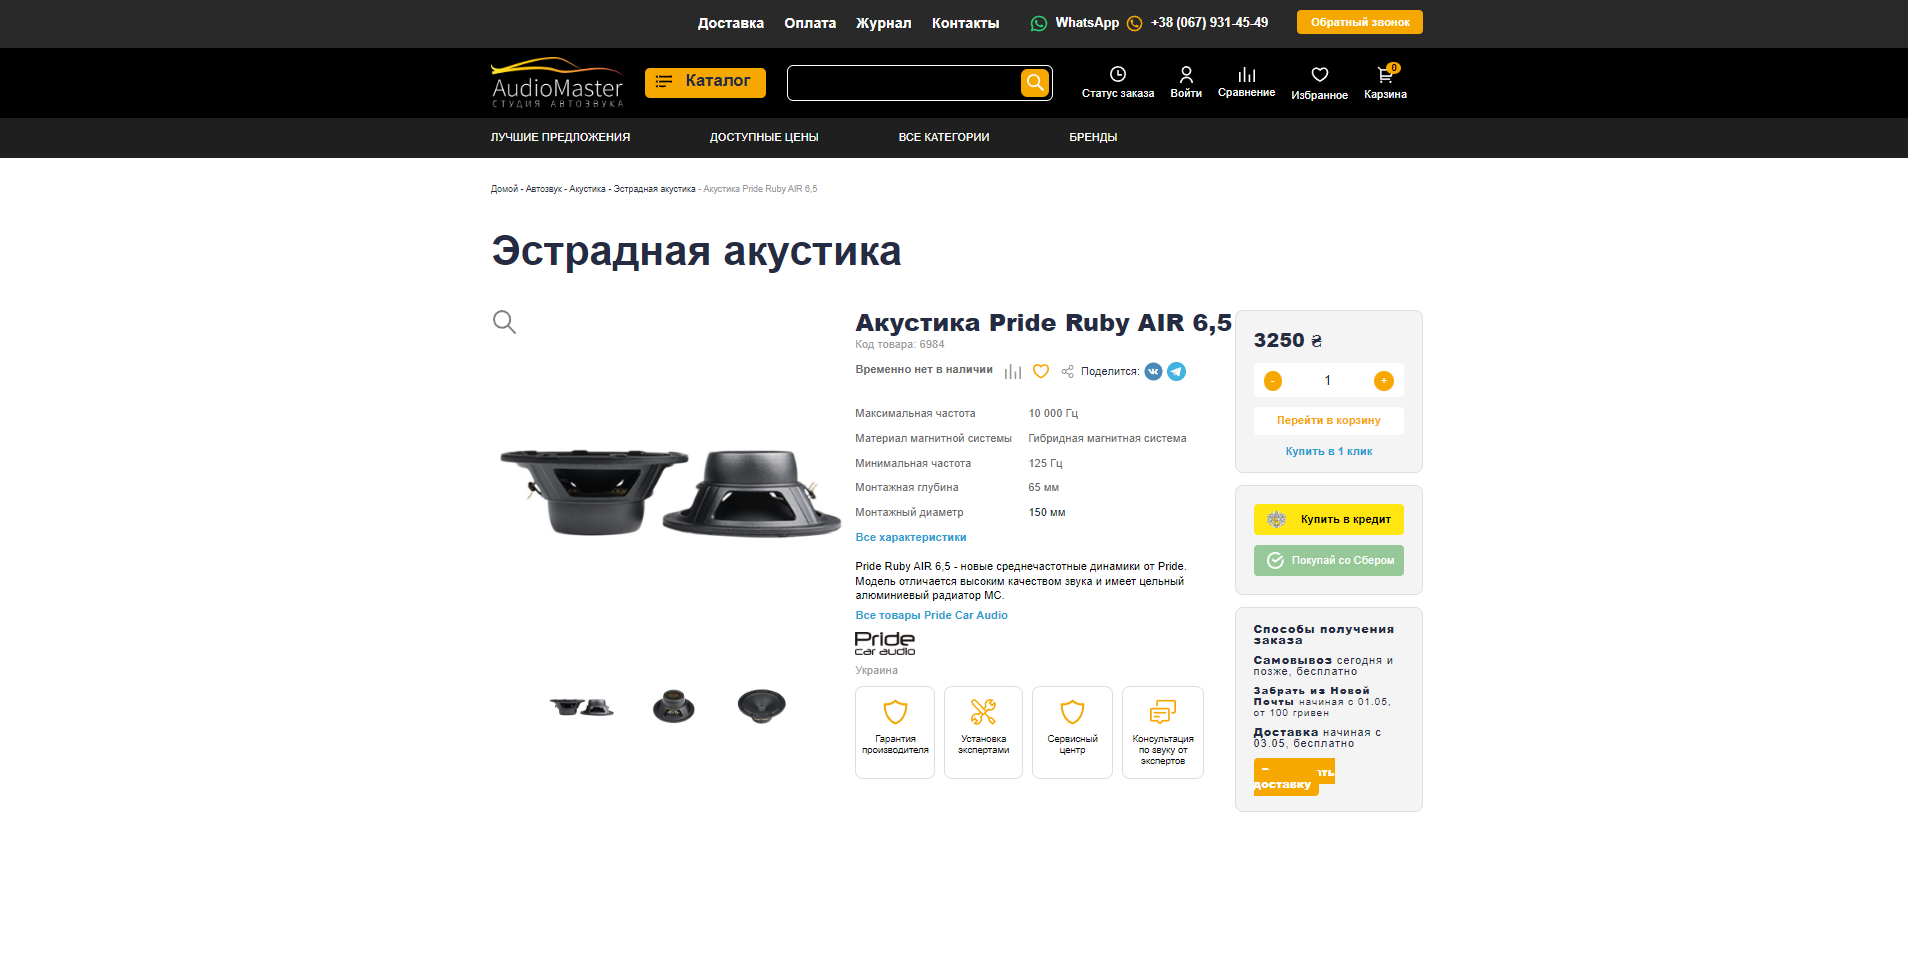 Доставка Оплата Журнал Контакты WhatsApp +38 (067) 931-45-49 Обратный звонок
AudioMaster
СТУДИЯ АВТОЗВУКА
Каталог
Статус заказа Войти Сравнение Избранное 0 Карзина
ЛУЧШИЕ ПРЕДЛОЖЕНИЯ ДОСТУПНЫЕ ЦЕНЫ ВСЕ КАТЕГОРИИ БРЕНДЫ
Домой - Автозвук - Акустика - Эстрадная акустика - Акустика Pride Ruby AIR 6,5
Эстрадная акустика
Акустика Pride Ruby AIR 6,5
Код товара: 6984
Временно нет в наличии Поделится:
Максимальная частота 10 000 Гц
Материал магнитной системы Гибридная магнитная система
Минимальная частота 125 Гц
Монтажная глубина 65 мм
Монтажный диаметр 150 мм
Все характеристики
Pride Ruby AIR 6,5 - новые среднечастотные динамики от Pride.
Модель отличается высоким качеством звука и имеет цельный
алюминиевый радиатор МС.
Все товары Pride Car Audio
Pride
car audio
Украина
Гарантия
производителя
Установка
экспертами
Сервисный
центр
Консультация
по звуку от
экспертов
3250 ₴
- 1 +
Перейти в корзину
Купить в 1 клик
Купить в кредит
Покупай со Сбером
Способы получения
заказа
Самовывоз сегодня и
позже, бесплатно
Забрать из Новой
Почты начиная с 01.05,
от 100 гривен
Доставка начиная с
03.05, бесплатно
доставку